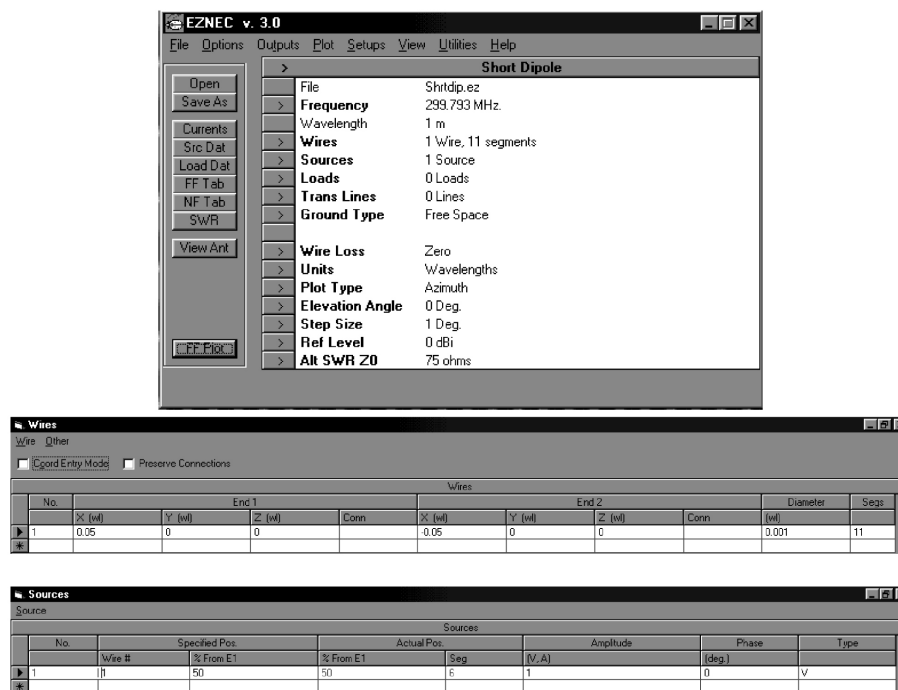 EZNEC v. 3.0
File Options Outputs Plot Setups View Utilities Help
> Short Dipole
Open
Save As
Currents
Src Dat
Load Dat
FF Tab
NF Tab
SWR
View Ant
FF Plot
File Shrtdip.ez
> Frequency 299.793 MHz.
Wavelength 1 m
> Wires 1 Wire, 11 segments
> Sources 1 Source
> Loads 0 Loads
> Trans Lines 0 Lines
> Ground Type Free Space
> Wire Loss Zero
> Units Wavelengths
> Plot Type Azimuth
> Elevation Angle 0 Deg.
> Step Size 1 Deg.
> Ref Level 0 dBi
> Alt SWR Z0 75 ohms
Wires
Wire Other
Coord Entry Mode Preserve Connections
Wires
No. End 1 End 2 Diameter Segs
X (wl) Y (wl) Z (wl) Conn X (wl) Y (wl) Z (wl) Conn (wl)
1 0.05 0 0 -0.05 0 0 0.001 11
*
Sources
Source
Sources
No. Specified Pos. Actual Pos. Amplitude Phase Type
Wire # % From E1 % From E1 Seg (V, A) (deg.)
1 1 50 50 6 1 0 V
*